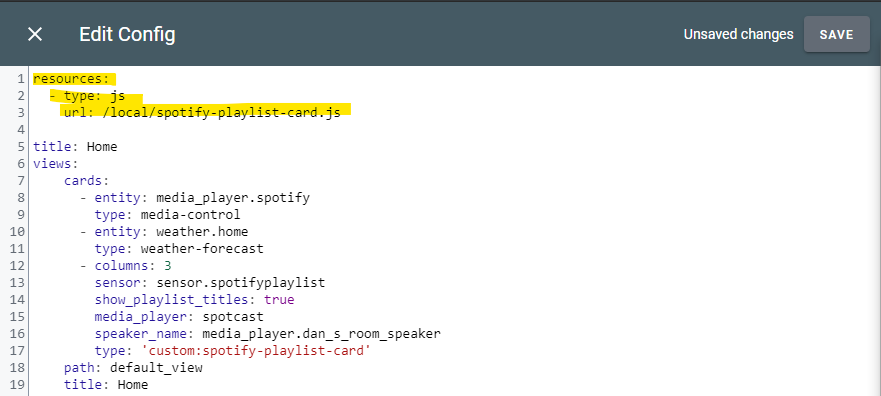 Edit Config
Unsaved changes
SAVE
1 resources:
2   - type: js
3     url: /local/spotify-playlist-card.js
4
5 title: Home
6 views:
7     cards:
8       - entity: media_player.spotify
9         type: media-control
10       - entity: weather.home
11         type: weather-forecast
12       - columns: 3
13         sensor: sensor.spotifyplaylist
14         show_playlist_titles: true
15         media_player: spotcast
16         speaker_name: media_player.dan_s_room_speaker
17         type: 'custom:spotify-playlist-card'
18     path: default_view
19     title: Home